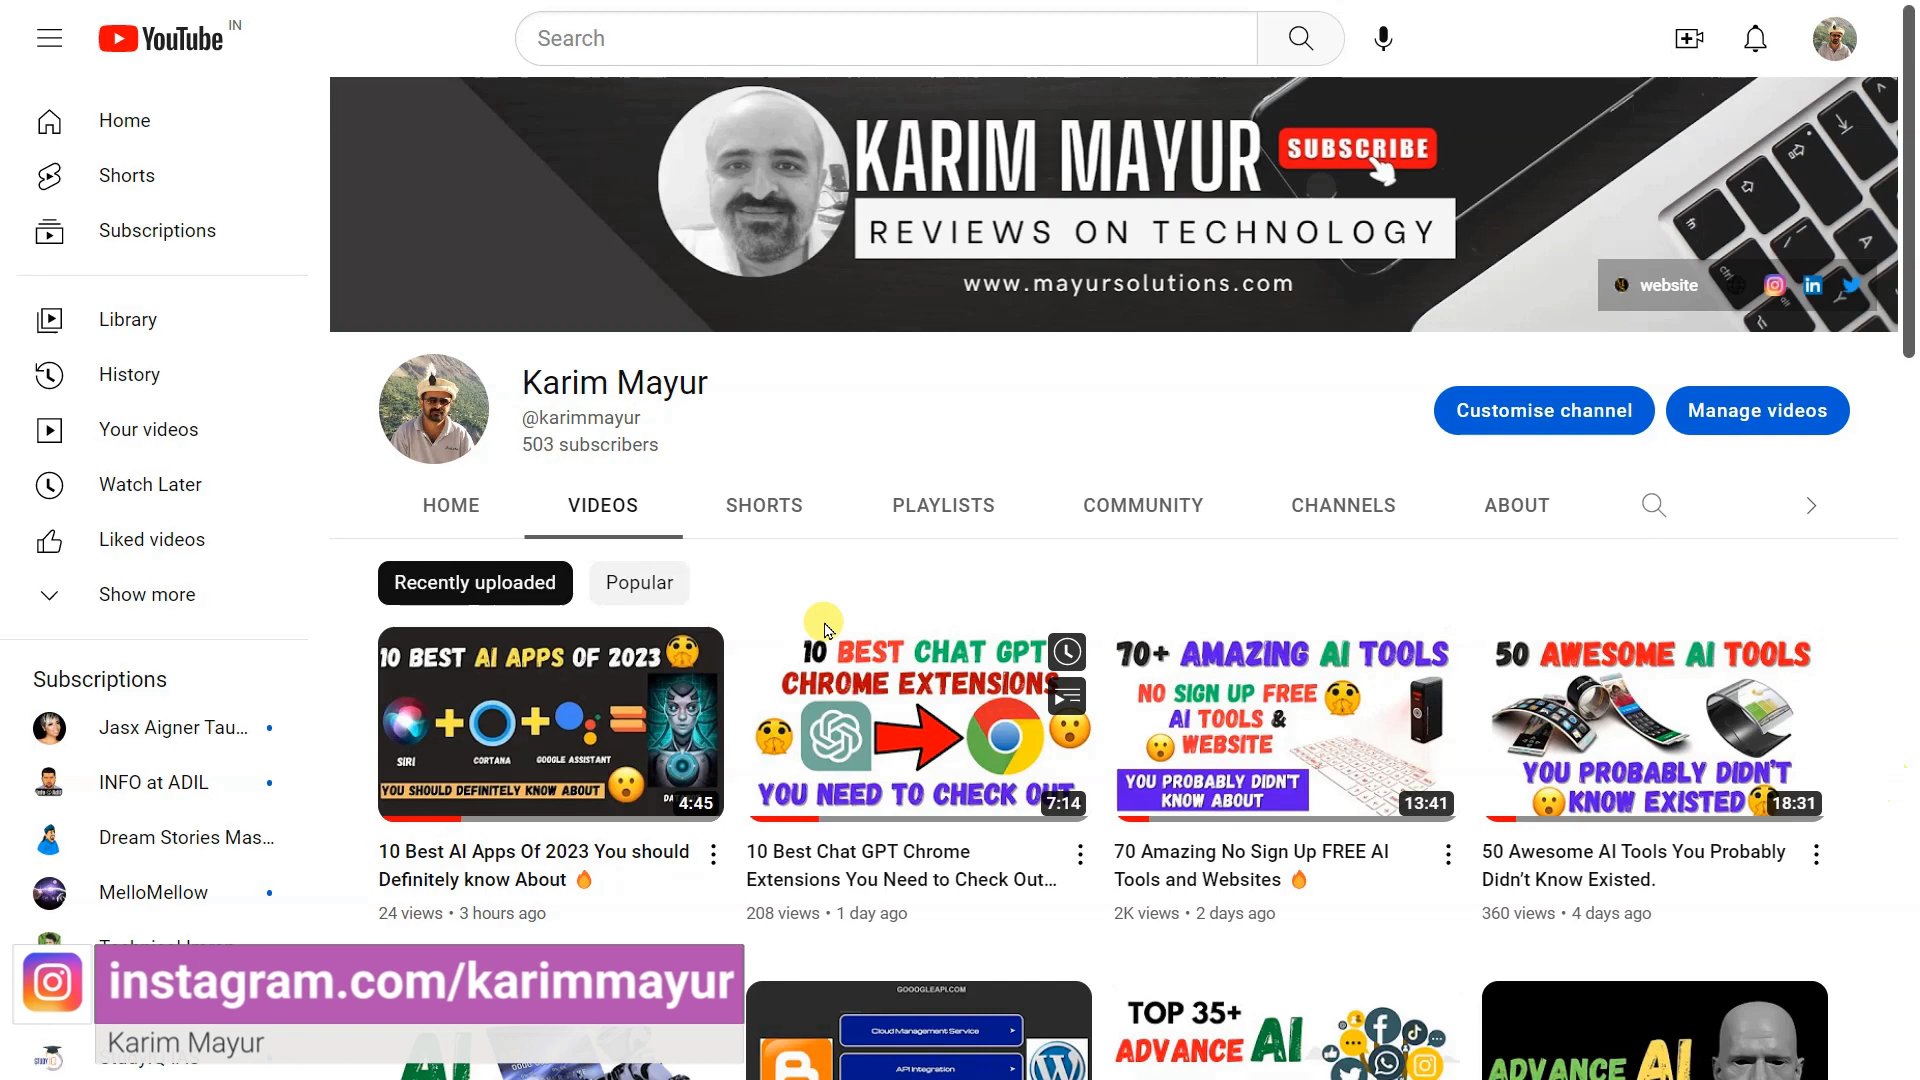 YouTube IN
Search
Home
Shorts
Subscriptions
Library
History
Your videos
Watch Later
Liked videos
Show more
Subscriptions
Jasx Aigner Tau...
INFO at ADIL
Dream Stories Mas...
MelloMellow
KARIM MAYUR
SUBSCRIBE
REVIEWS ON TECHNOLOGY
www.mayursolutions.com
website
Karim Mayur
@karimmayur
503 subscribers
Customise channel
Manage videos
HOME
VIDEOS
SHORTS
PLAYLISTS
COMMUNITY
CHANNELS
ABOUT
Recently uploaded
Popular
10 BEST AI APPS OF 2023
SIRI
CORTANA
GOOGLE ASSISTANT
YOU SHOULD DEFINITELY KNOW ABOUT
4:45
10 Best AI Apps Of 2023 You should
Definitely know About 🔥
24 views • 3 hours ago
10 BEST CHAT GPT
CHROME EXTENSIONS
YOU NEED TO CHECK OUT
7:14
10 Best Chat GPT Chrome
Extensions You Need to Check Out...
208 views • 1 day ago
70+ AMAZING AI TOOLS
NO SIGN UP FREE
AI TOOLS &
WEBSITE
YOU PROBABLY DIDN'T
KNOW ABOUT
13:41
70 Amazing No Sign Up FREE AI
Tools and Websites 🔥
2K views • 2 days ago
50 AWESOME AI TOOLS
YOU PROBABLY DIDN'T
KNOW EXISTED
18:31
50 Awesome AI Tools You Probably
Didn't Know Existed.
360 views • 4 days ago
instagram.com/karimmayur
Karim Mayur
AI
GOOOGLEAPI.COM
Cloud Management Service
API Integration
TOP 35+
ADVANCE AI
ADVANCE AI